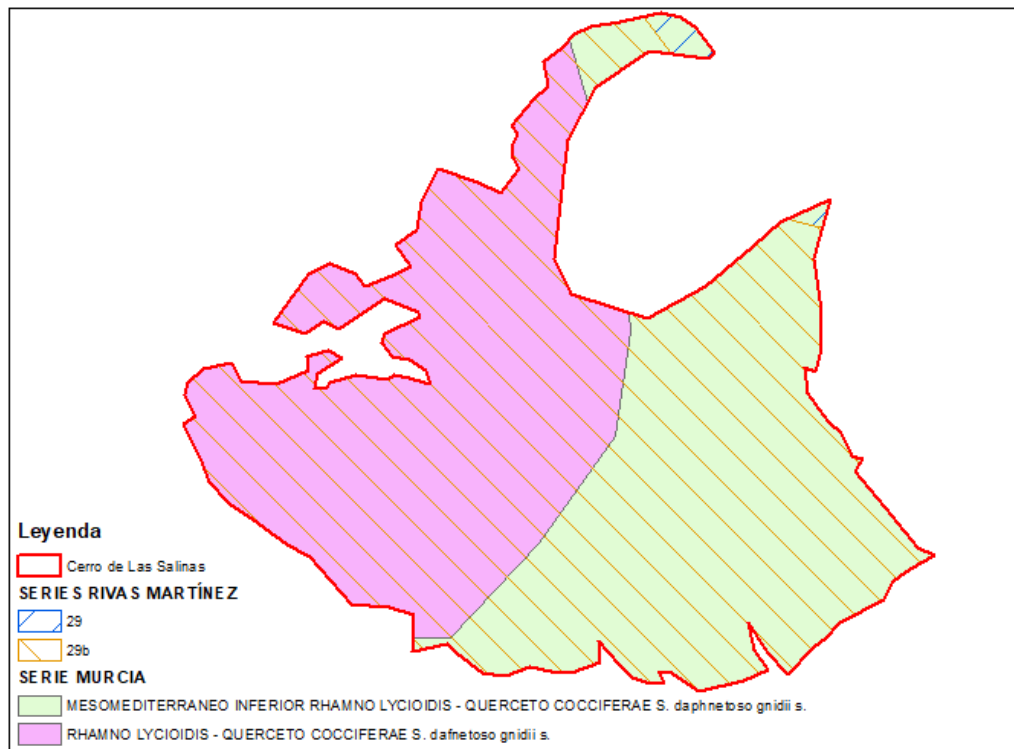 Leyenda
Cerro de Las Salinas
SERIES RIVAS MARTÍNEZ
29
29b
SERIE MURCIA
MESOMEDITERRANEO INFERIOR RHAMNO LYCIOIDIS - QUERCETO COCCIFERAE S. daphnetoso gnidii s.
RHAMNO LYCIOIDIS - QUERCETO COCCIFERAE S. dafnetoso gnidii s.